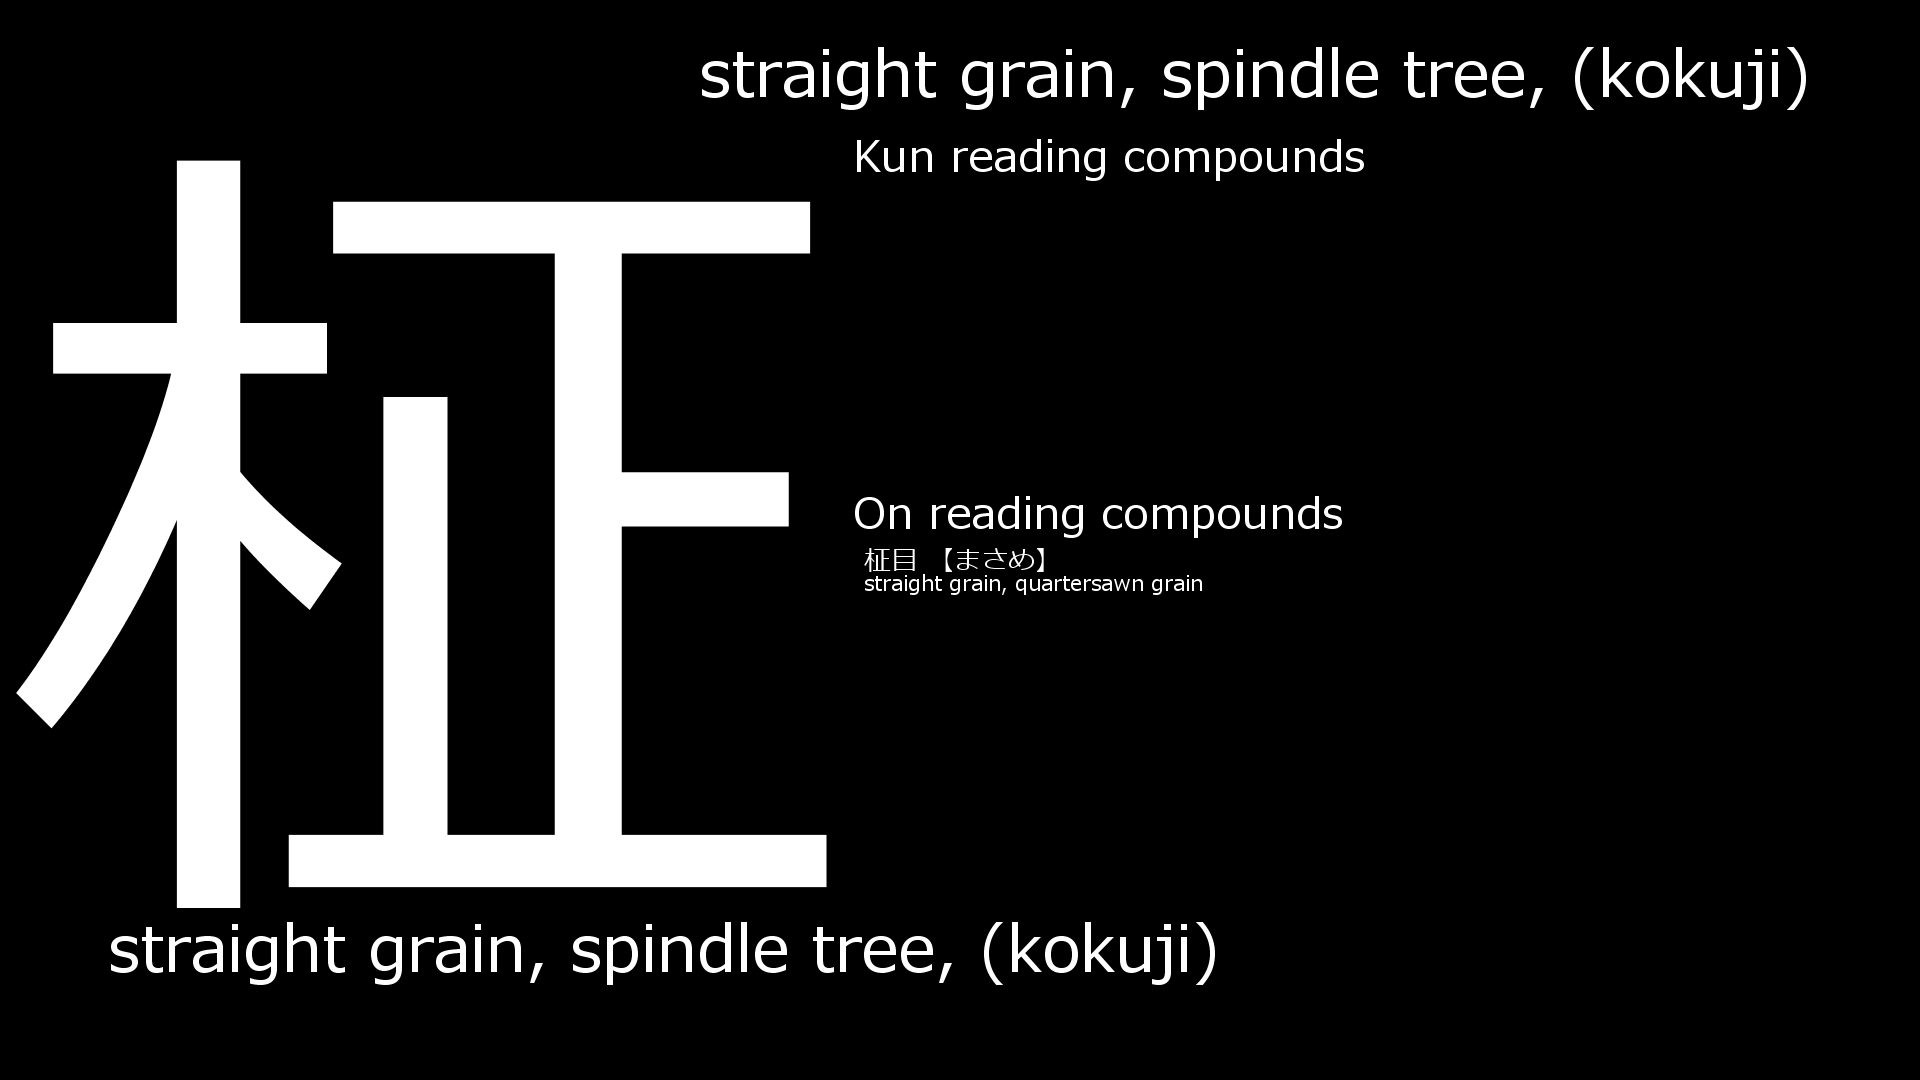 straight grain, spindle tree, (kokuji)
柾
Kun reading compounds
On reading compounds
柾目 【まさめ】
straight grain, quartersawn grain
straight grain, spindle tree, (kokuji)